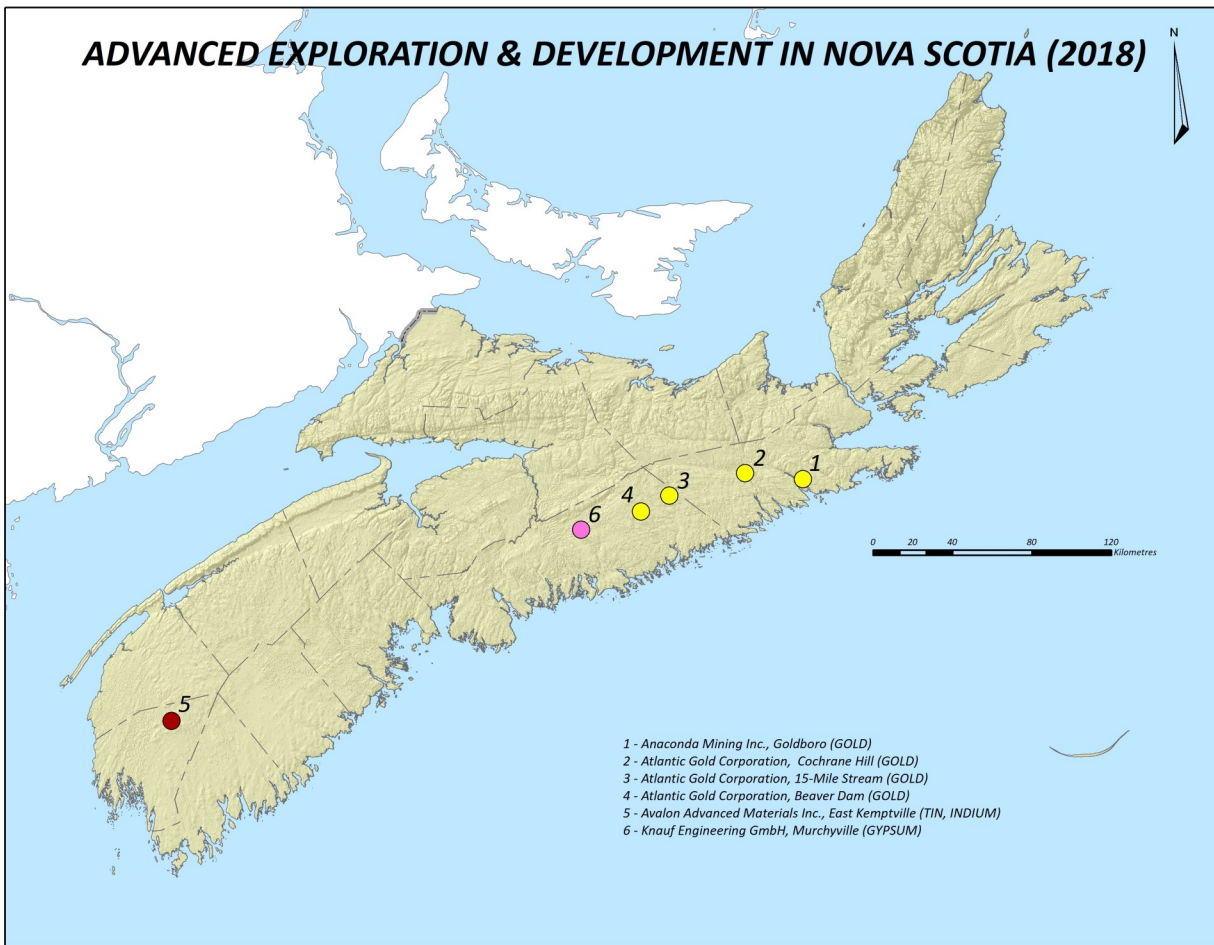 ADVANCED EXPLORATION & DEVELOPMENT IN NOVA SCOTIA (2018)
N
1
2
3
4
6
5
0 20 40 80 120
Kilometres
1 - Anaconda Mining Inc., Goldboro (GOLD)
2 - Atlantic Gold Corporation, Cochrane Hill (GOLD)
3 - Atlantic Gold Corporation, 15-Mile Stream (GOLD)
4 - Atlantic Gold Corporation, Beaver Dam (GOLD)
5 - Avalon Advanced Materials Inc., East Kemptville (TIN, INDIUM)
6 - Knauf Engineering GmbH, Murchyville (GYPSUM)